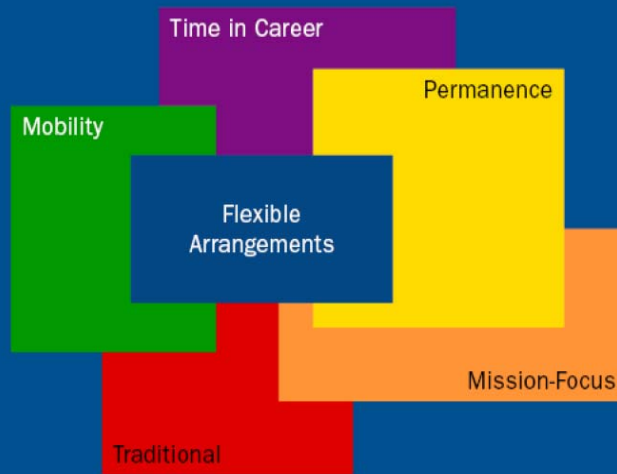 Time in Career
Permanence
Mobility
Flexible
Arrangements
Mission-Focus
Traditional